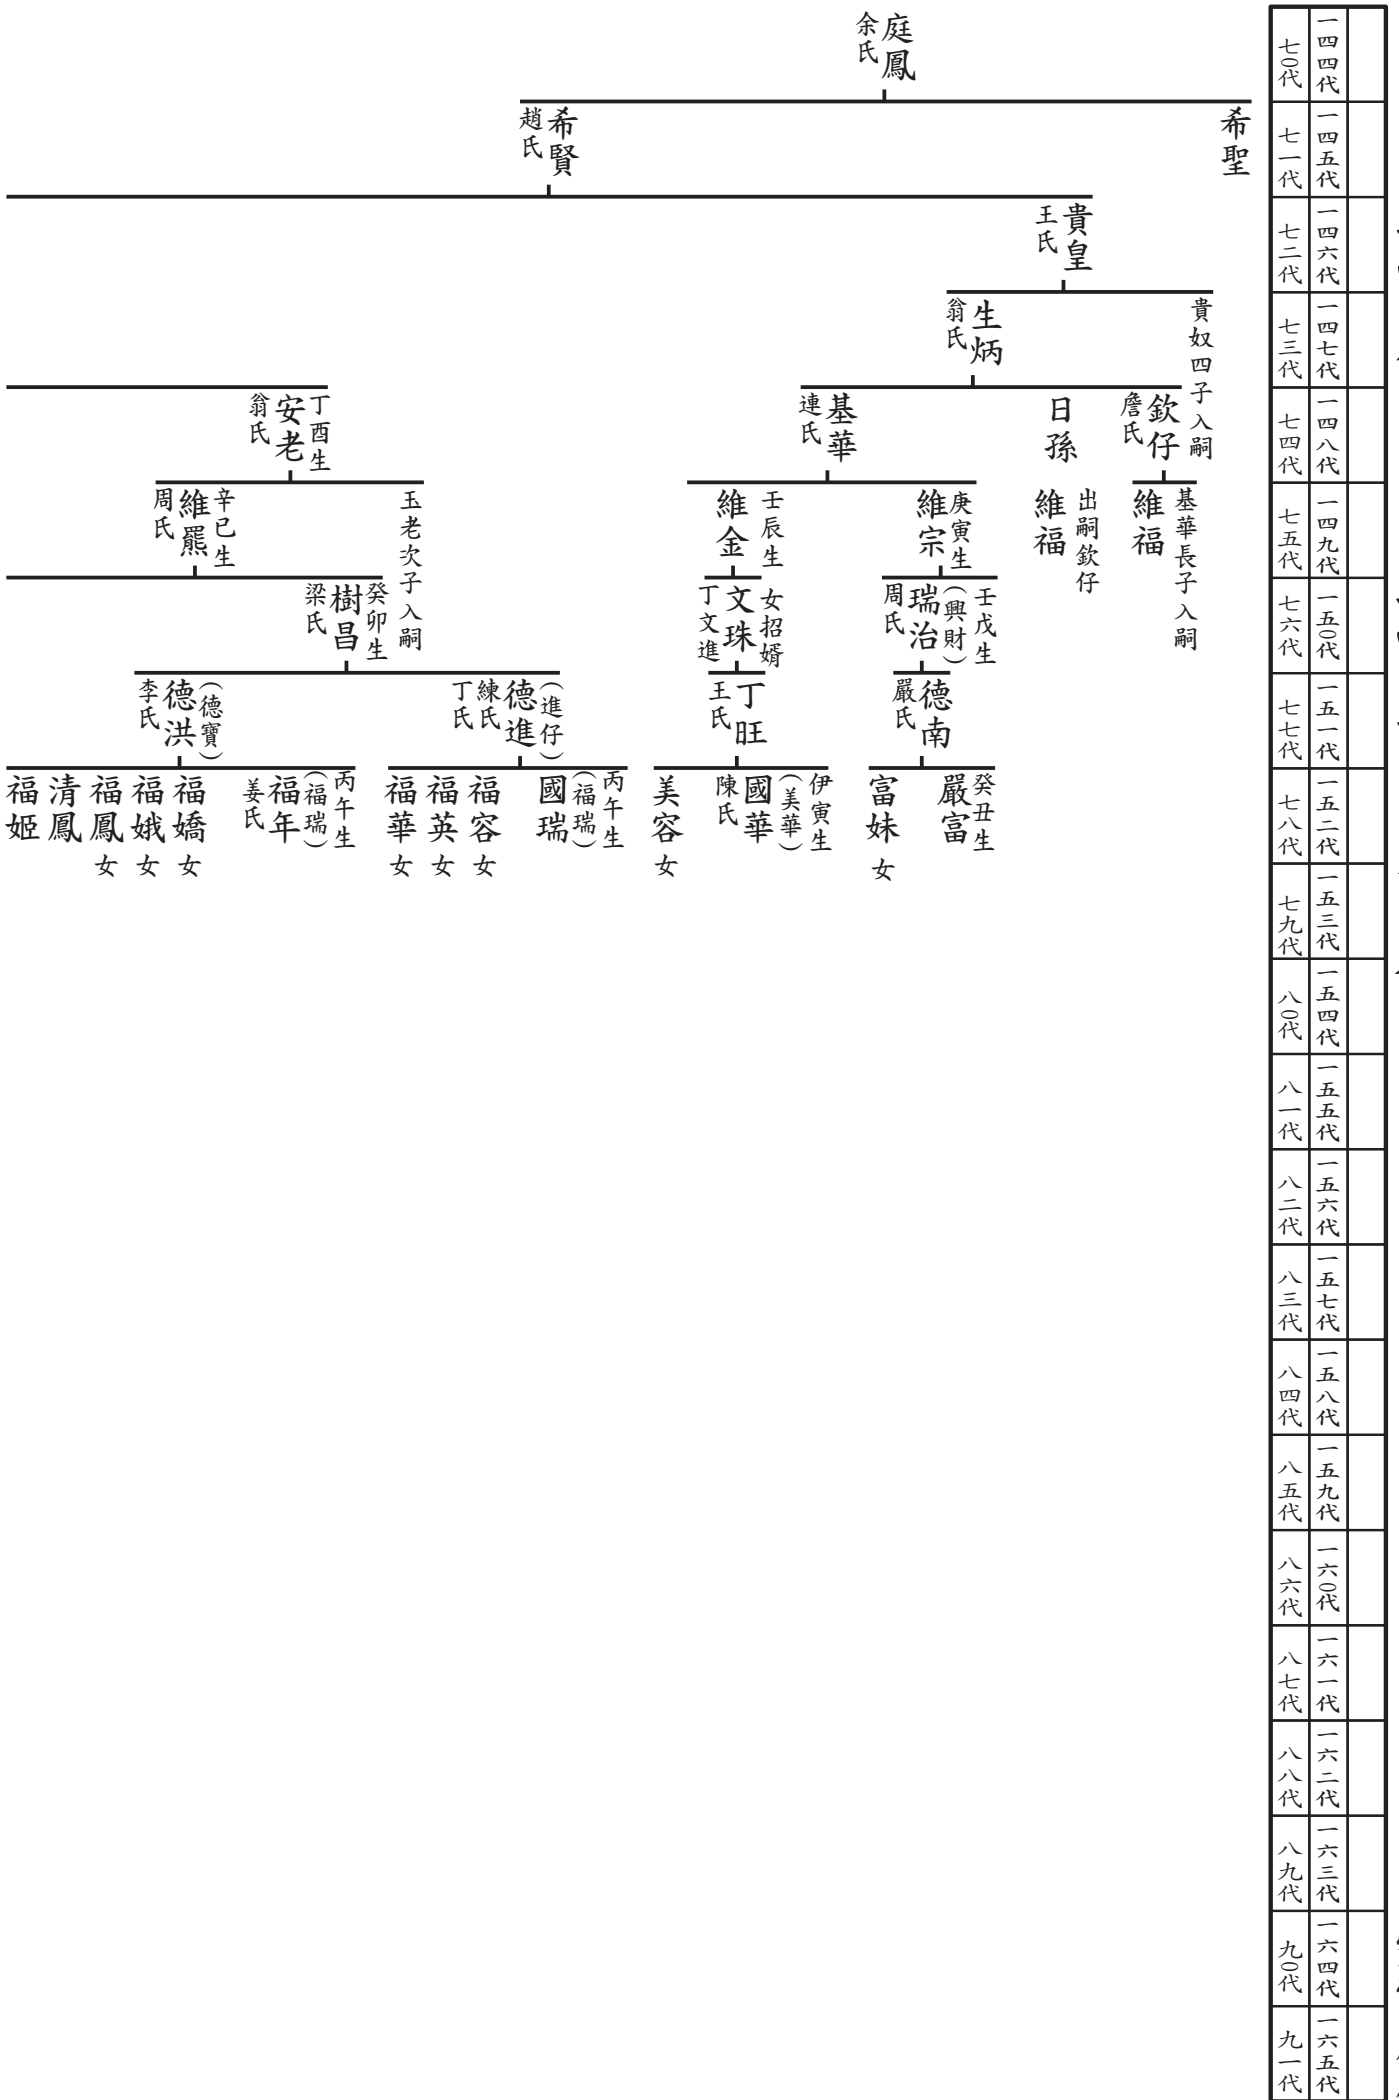 一四四代
七〇代
一四五代
七一代
一四六代
七二代
一四七代
七三代
一四八代
七四代
一四九代
七五代
一五〇代
七六代
一五一代
七七代
一五二代
七八代
一五三代
七九代
一五四代
八〇代
一五五代
八一代
一五六代
八二代
一五七代
八三代
一五八代
八四代
一五九代
八五代
一六〇代
八六代
一六一代
八七代
一六二代
八八代
一六三代
八九代
一六四代
九〇代
一六五代
九一代
庭鳳
余氏
希聖
希賢
趙氏
貴皇
王氏
貴奴四子入嗣
生炳
翁氏
欽仔
詹氏
日孫
基華
連氏
丁酉生
安老
翁氏
基華長子入嗣
維福
出嗣欽仔
維福
庚寅生
維宗
壬辰生
維金
玉老次子入嗣
辛巳生
維羆
周氏
壬戌生
(興財)
瑞治
周氏
女招婿
文珠
丁文進
癸卯生
樹昌
梁氏
德南
嚴氏
丁旺
王氏
(進仔)
德進
練氏
丁氏
(德寶)
德洪
李氏
癸丑生
嚴富
富妹 女
伊寅生
(美華)
國華
陳氏
美容 女
丙午生
(福瑞)
國瑞
福容 女
福英 女
福華 女
丙午生
(福瑞)
福年
姜氏
福嬌 女
福娥 女
福鳳 女
清鳳
福姬